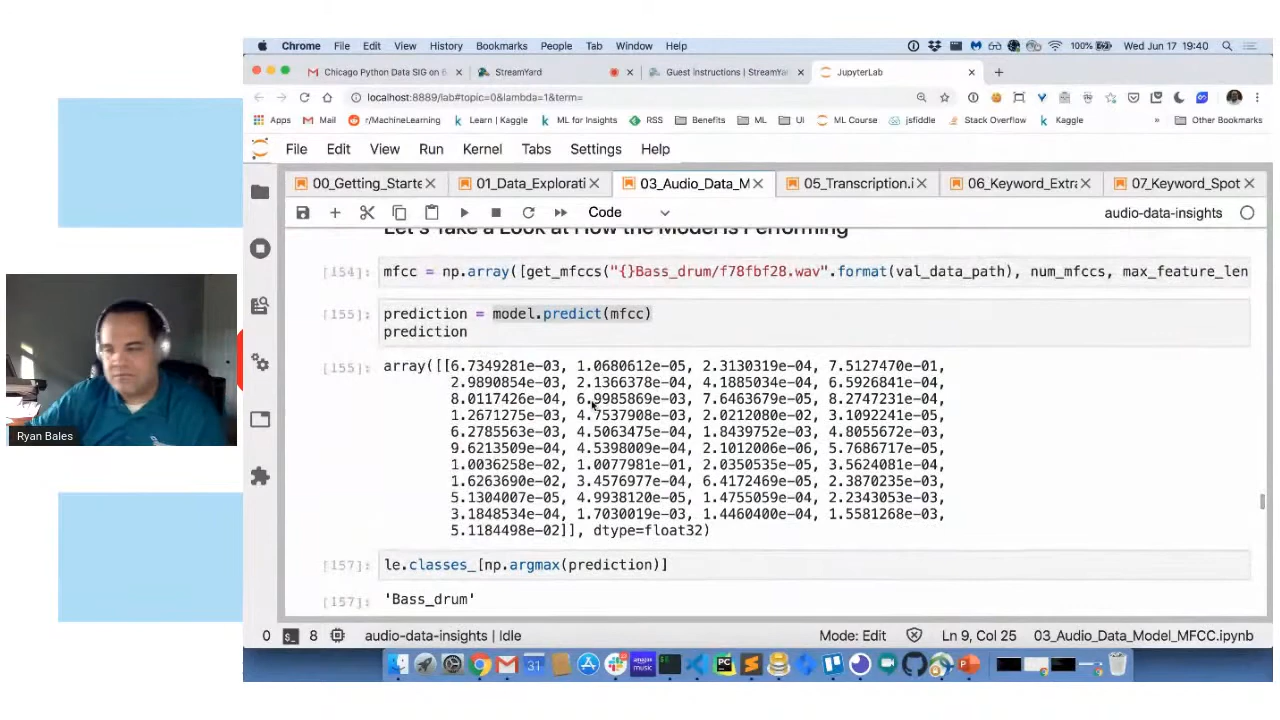 Chrome File Edit View History Bookmarks People Tab Window Help 100% Wed Jun 17 19:40
Chicago Python Data SIG on B × StreamYard × Guest Instructions | StreamYar × JupyterLab × +
localhost:8889/lab#topic=0&lambda=1&term=
Apps Mail r/MachineLearning Learn | Kaggle ML for Insights RSS Benefits ML UI ML Course jsfiddle Stack Overflow Kaggle » Other Bookmarks
File Edit View Run Kernel Tabs Settings Help
00_Getting_Starte × 01_Data_Explorati × 03_Audio_Data_M × 05_Transcription.i × 06_Keyword_Extra × 07_Keyword_Spot ×
Code audio-data-insights
Let's Take a Look at How the Model is Performing
[154]: mfcc = np.array([get_mfccs("{}Bass_drum/f78fbf28.wav".format(val_data_path), num_mfccs, max_feature_len
[155]: prediction = model.predict(mfcc)
prediction
[155]: array([[6.7349281e-03, 1.0680612e-05, 2.3130319e-04, 7.5127470e-01,
2.9890854e-03, 2.1366378e-04, 4.1885034e-04, 6.5926841e-04,
8.0117426e-04, 6.9985869e-03, 7.6463679e-05, 8.2747231e-04,
1.2671275e-03, 4.7537908e-03, 2.0212080e-02, 3.1092241e-05,
6.2785563e-03, 4.5063475e-04, 1.8439752e-03, 4.8055672e-03,
9.6213509e-04, 4.5398009e-04, 2.1012006e-06, 5.7686717e-05,
1.0036258e-02, 1.0077981e-01, 2.0350535e-05, 3.5624081e-04,
1.6263690e-02, 3.4576977e-04, 6.4172469e-05, 2.3870235e-03,
5.1304007e-05, 4.9938120e-05, 1.4755059e-04, 2.2343053e-03,
3.1848534e-04, 1.7030019e-03, 1.4460400e-04, 1.5581268e-03,
5.1184498e-02]], dtype=float32)
[157]: le.classes_[np.argmax(prediction)]
[157]: 'Bass_drum'
Ryan Bales
0 8 audio-data-insights | Idle Mode: Edit Ln 9, Col 25 03_Audio_Data_Model_MFCC.ipynb